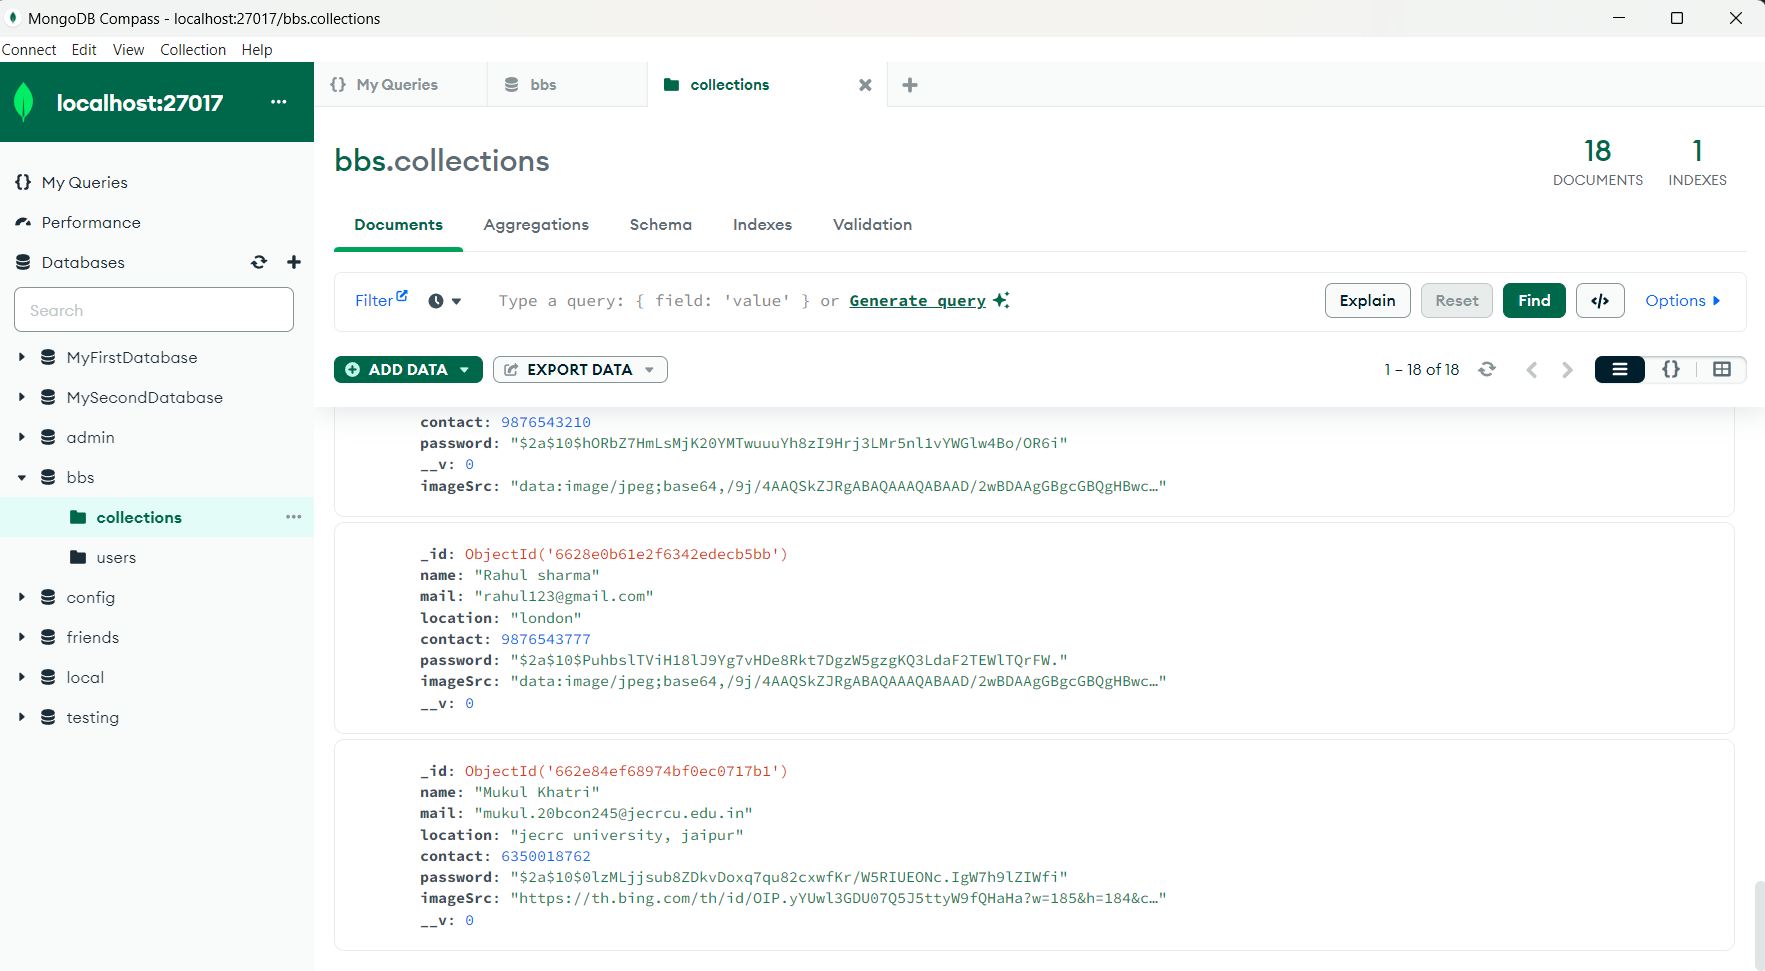 MongoDB Compass - localhost:27017/bbs.collections
Connect Edit View Collection Help
localhost:27017 ...
My Queries
Performance
Databases
Search
MyFirstDatabase
MySecondDatabase
admin
bbs
collections ...
users
config
friends
local
testing
{} My Queries
bbs
collections
bbs.collections
18
DOCUMENTS
1
INDEXES
Documents Aggregations Schema Indexes Validation
Filter Type a query: { field: 'value' } or Generate query Explain Reset Find </> Options
ADD DATA EXPORT DATA 1 – 18 of 18 {}
contact: 9876543210
password: "$2a$10$hORbZ7HmLsMjK20YMTwuuuYh8zI9Hrj3LMr5nl1vYWGlw4Bo/OR6i"
__v: 0
imageSrc: "data:image/jpeg;base64,/9j/4AAQSkZJRgABAQAAAQABAAD/2wBDAAgGBgcGBQgHBwc…"
_id: ObjectId('6628e0b61e2f6342edecb5bb')
name: "Rahul sharma"
mail: "rahul123@gmail.com"
location: "london"
contact: 9876543777
password: "$2a$10$PuhbslTViH18lJ9Yg7vHDe8Rkt7DgzW5gzgKQ3LdaF2TEWlTQrFW."
imageSrc: "data:image/jpeg;base64,/9j/4AAQSkZJRgABAQAAAQABAAD/2wBDAAgGBgcGBQgHBwc…"
__v: 0
_id: ObjectId('662e84ef68974bf0ec0717b1')
name: "Mukul Khatri"
mail: "mukul.20bcon245@jecrcu.edu.in"
location: "jecrc university, jaipur"
contact: 6350018762
password: "$2a$10$0lzMLjjsub8ZDkvDoxq7qu82cxwfKr/W5RIUEONc.IgW7h9lZIWfi"
imageSrc: "https://th.bing.com/th/id/OIP.yYUwl3GDU07Q5J5ttyW9fQHaHa?w=185&h=184&c…"
__v: 0